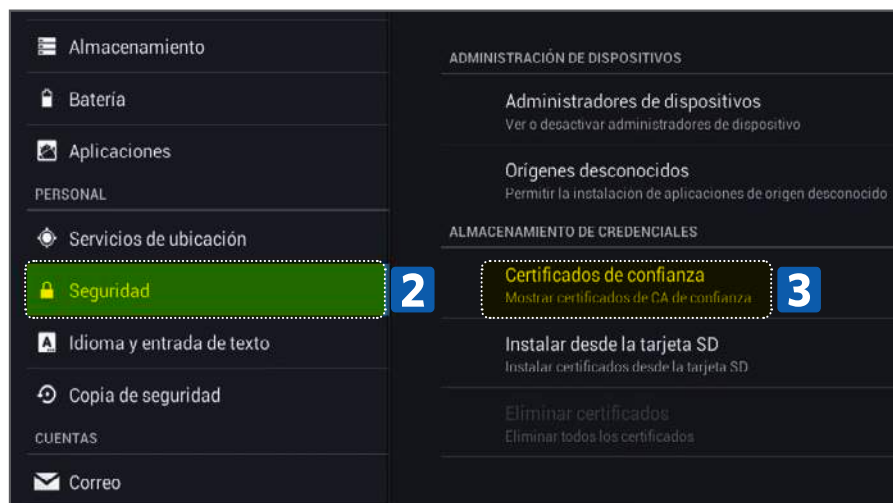 Almacenamiento
Batería
Aplicaciones
PERSONAL
Servicios de ubicación
Seguridad
2
Idioma y entrada de texto
Copia de seguridad
CUENTAS
Correo
ADMINISTRACIÓN DE DISPOSITIVOS
Administradores de dispositivos
Ver o desactivar administradores de dispositivo
Orígenes desconocidos
Permitir la instalación de aplicaciones de origen desconocido
ALMACENAMIENTO DE CREDENCIALES
Certificados de confianza
Mostrar certificados de CA de confianza
3
Instalar desde la tarjeta SD
Instalar certificados desde la tarjeta SD
Eliminar certificados
Eliminar todos los certificados